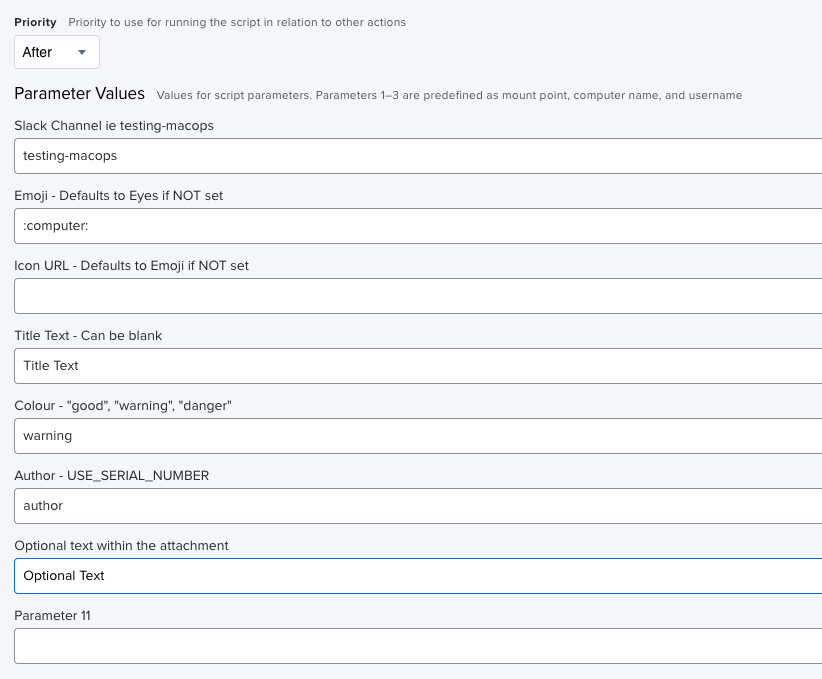 Priority Priority to use for running the script in relation to other actions
After
Parameter Values Values for script parameters. Parameters 1–3 are predefined as mount point, computer name, and username
Slack Channel ie testing-macops
testing-macops
Emoji - Defaults to Eyes if NOT set
:computer:
Icon URL - Defaults to Emoji if NOT set
Title Text - Can be blank
Title Text
Colour - "good", "warning", "danger"
warning
Author - USE_SERIAL_NUMBER
author
Optional text within the attachment
Optional Text
Parameter 11